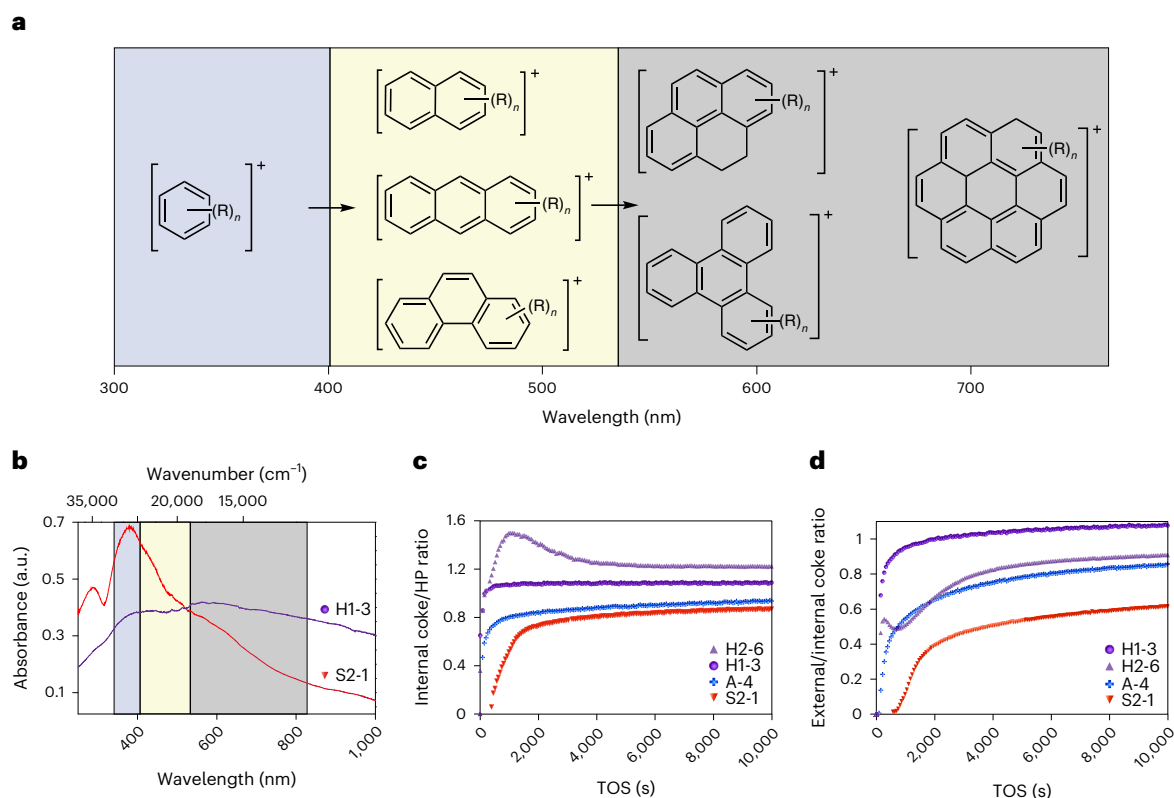 a
[ (R)n ]+
[ (R)n ]+
[ (R)n ]+
[ (R)n ]+
[ (R)n ]+
[ (R)n ]+
[ (R)n ]+
300 400 500 600 700
Wavelength (nm)
b
Wavenumber (cm−1)
35,000 20,000 15,000
Absorbance (a.u.)
0.7
0.5
0.3
0.1
H1-3
S2-1
400 600 800 1,000
Wavelength (nm)
c
Internal coke/HP ratio
1.6
1.2
0.8
0.4
0
H2-6
H1-3
A-4
S2-1
0 2,000 4,000 6,000 8,000 10,000
TOS (s)
d
External/internal coke ratio
1
0.8
0.6
0.4
0.2
0
H1-3
H2-6
A-4
S2-1
0 2,000 4,000 6,000 8,000 10,000
TOS (s)